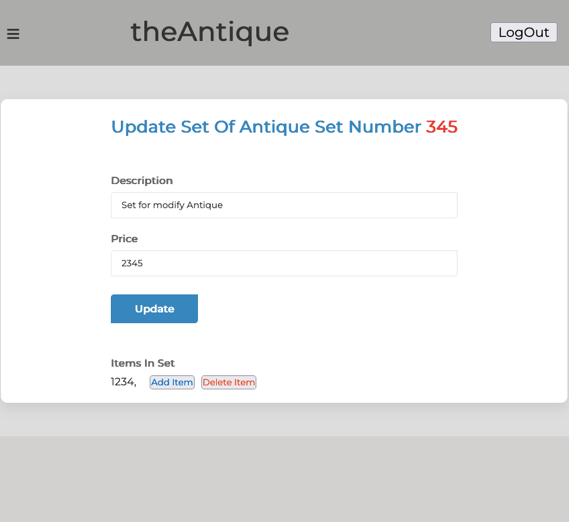 theAntique
LogOut
Update Set Of Antique Set Number 345
Description
Set for modify Antique
Price
2345
Update
Items In Set
1234, Add Item Delete Item